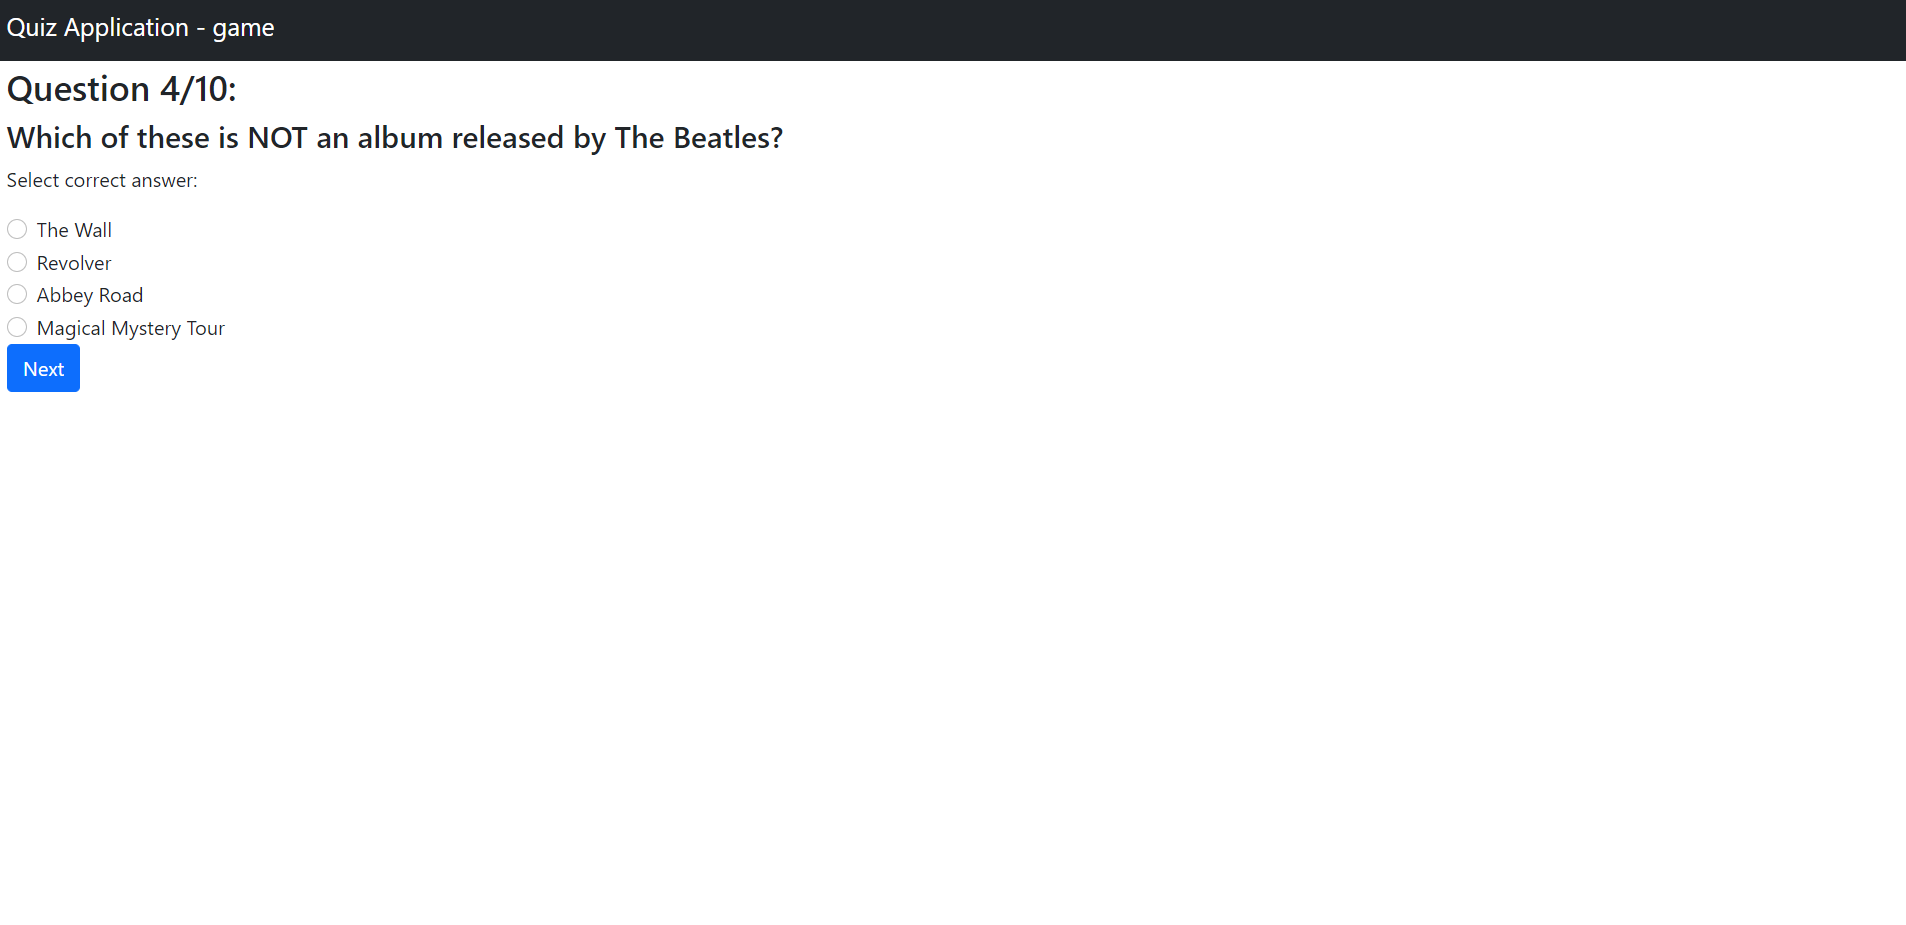 Quiz Application - game
Question 4/10:
Which of these is NOT an album released by The Beatles?
Select correct answer:
The Wall
Revolver
Abbey Road
Magical Mystery Tour
Next